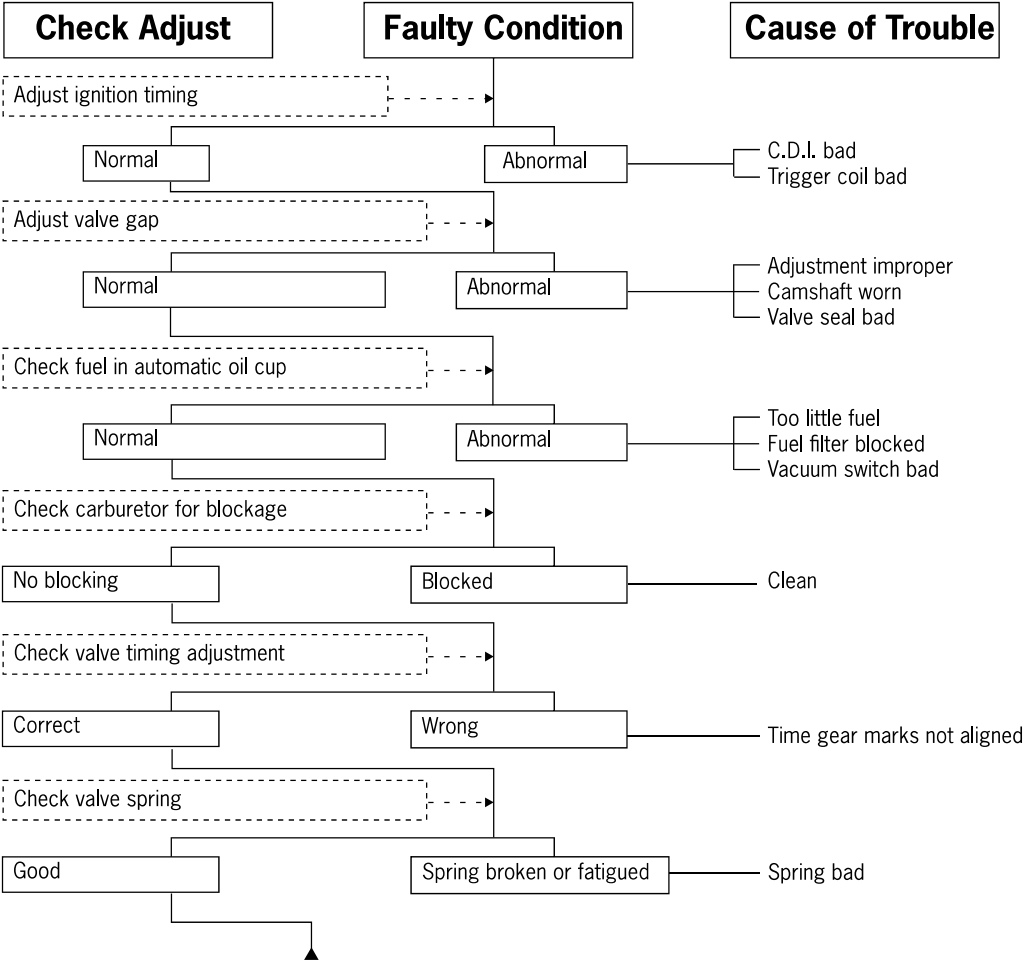 Check Adjust
Faulty Condition
Cause of Trouble
Adjust ignition timing
Normal
Abnormal
C.D.I. bad
Trigger coil bad
Adjust valve gap
Normal
Abnormal
Adjustment improper
Camshaft worn
Valve seal bad
Check fuel in automatic oil cup
Normal
Abnormal
Too little fuel
Fuel filter blocked
Vacuum switch bad
Check carburetor for blockage
No blocking
Blocked
Clean
Check valve timing adjustment
Correct
Wrong
Time gear marks not aligned
Check valve spring
Good
Spring broken or fatigued
Spring bad